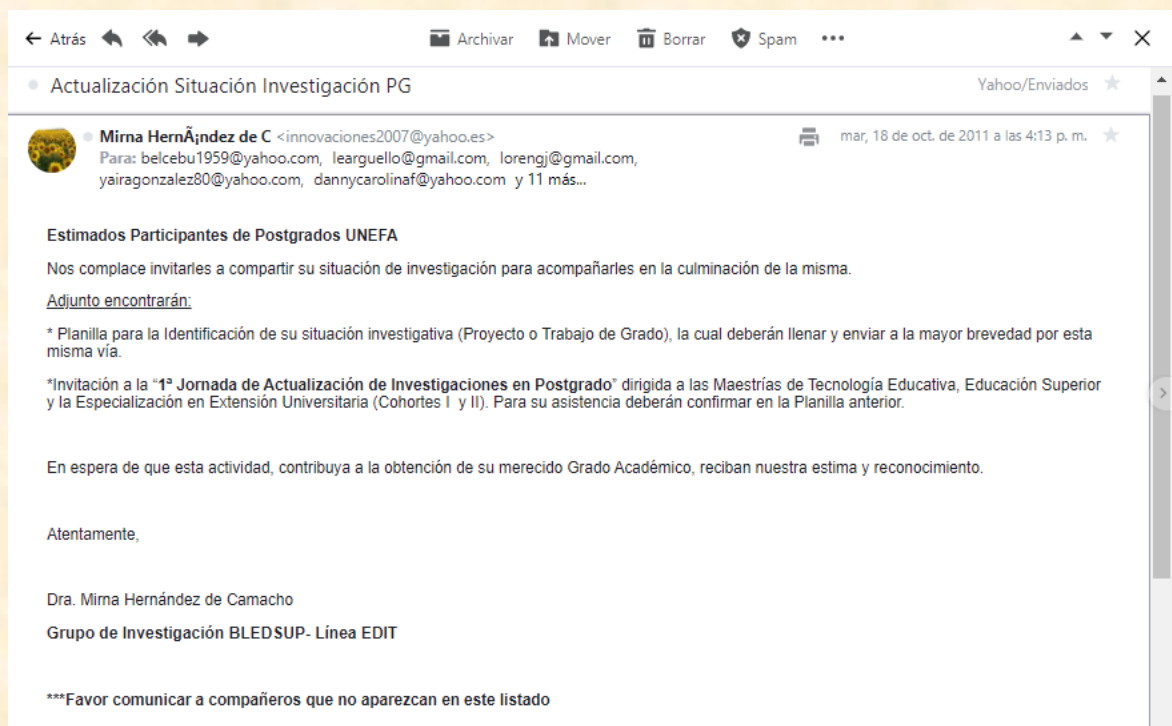 Atrás Archivar Mover Borrar Spam
Actualización Situación Investigación PG Yahoo/Enviados
Mirna HernÃ¡ndez de C <innovaciones2007@yahoo.es> mar, 18 de oct. de 2011 a las 4:13 p. m.
Para: belcebu1959@yahoo.com, learguello@gmail.com, lorengj@gmail.com,
yairagonzalez80@yahoo.com, dannycarolinaf@yahoo.com y 11 más...
Estimados Participantes de Postgrados UNEFA
Nos complace invitarles a compartir su situación de investigación para acompañarles en la culminación de la misma.
Adjunto encontrarán:
* Planilla para la Identificación de su situación investigativa (Proyecto o Trabajo de Grado), la cual deberán llenar y enviar a la mayor brevedad por esta
misma vía.
*Invitación a la “1ª Jornada de Actualización de Investigaciones en Postgrado” dirigida a las Maestrías de Tecnología Educativa, Educación Superior
y la Especialización en Extensión Universitaria (Cohortes I y II). Para su asistencia deberán confirmar en la Planilla anterior.
En espera de que esta actividad, contribuya a la obtención de su merecido Grado Académico, reciban nuestra estima y reconocimiento.
Atentamente,
Dra. Mirna Hernández de Camacho
Grupo de Investigación BLEDSUP- Línea EDIT
***Favor comunicar a compañeros que no aparezcan en este listado